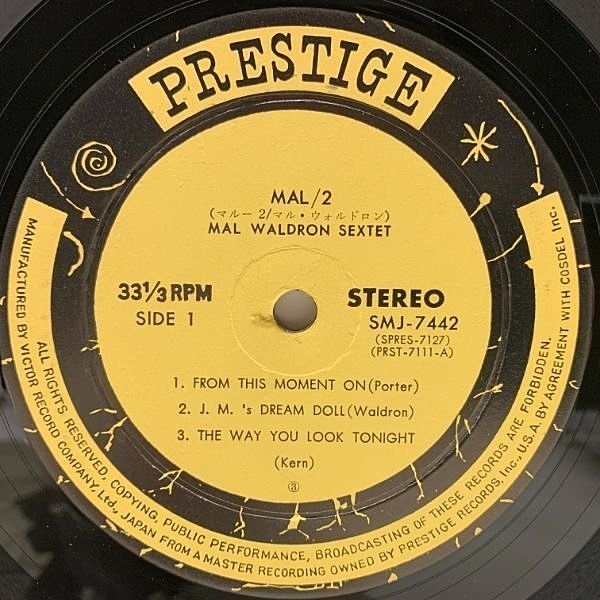 PRESTIGE
MAL/2
(マルー2/マル・ウォルドロン)
MAL WALDRON SEXTET
33⅓ RPM
SIDE 1
STEREO
SMJ-7442
(SPRES-7127)
(PRST-7111-A)
1. FROM THIS MOMENT ON (Porter)
2. J. M. 's DREAM DOLL (Waldron)
3. THE WAY YOU LOOK TONIGHT
(Kern)
③
ALL RIGHTS RESERVED, COPYING, PUBLIC PERFORMANCE, BROADCASTING OF THESE RECORDS ARE FORBIDDEN.
MANUFACTURED BY VICTOR RECORD COMPANY, Ltd., JAPAN FROM A MASTER RECORDING OWNED BY PRESTIGE RECORDS, Inc., U.S.A. BY AGREEMENT WITH COSDEL Inc.